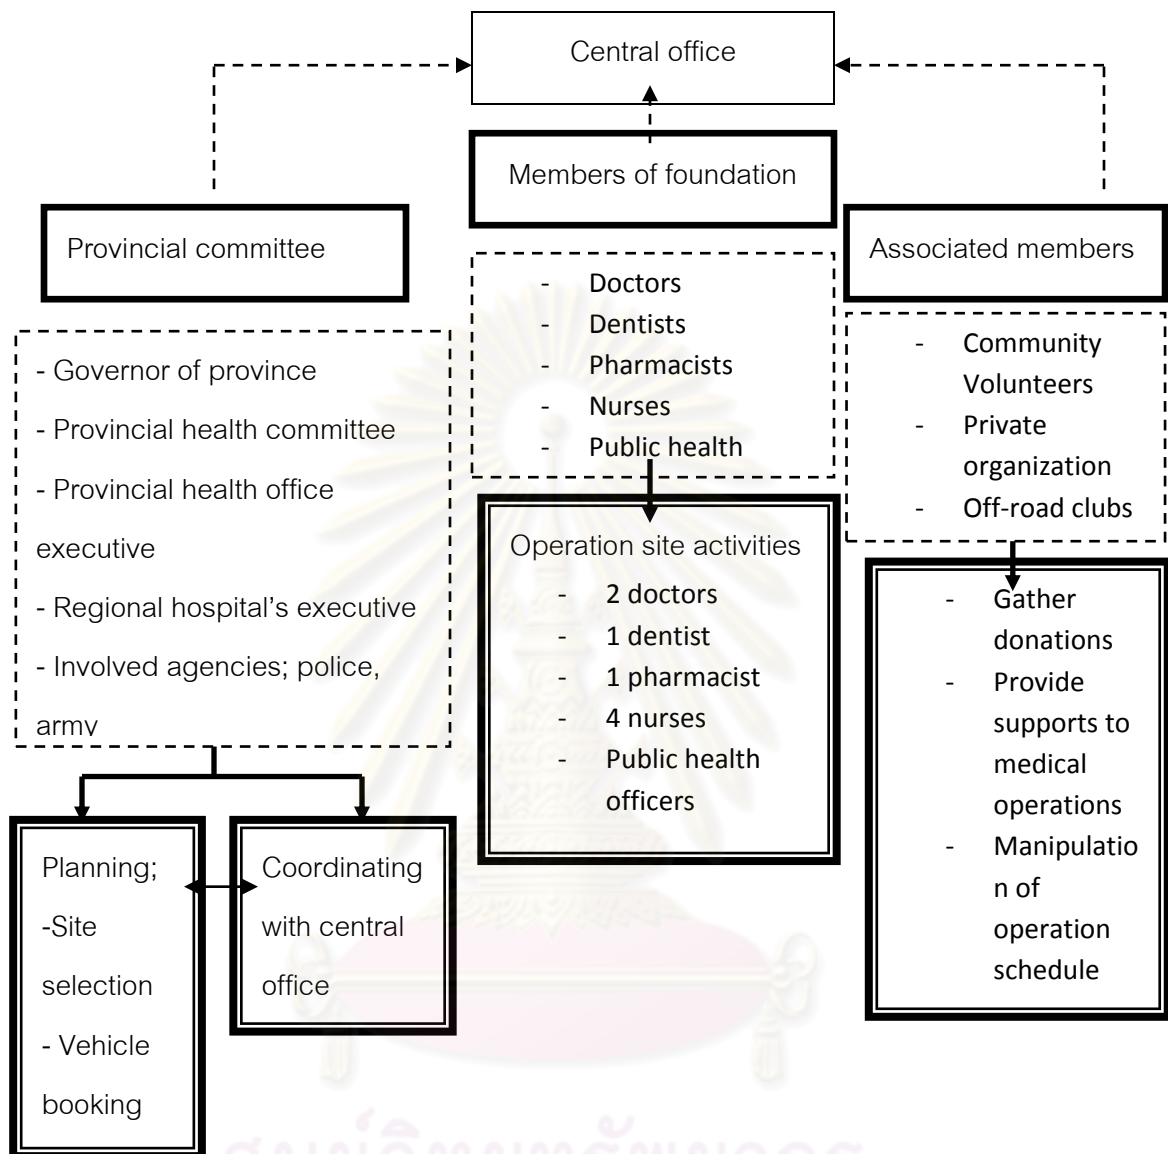 Central office
Members of foundation
Provincial committee
Associated members
- Doctors
- Dentists
- Pharmacists
- Nurses
- Public health
- Community
Volunteers
- Private
organization
- Off-road clubs
- Governor of province
- Provincial health committee
- Provincial health office
executive
- Regional hospital's executive
- Involved agencies; police,
army
Operation site activities
- 2 doctors
- 1 dentist
- 1 pharmacist
- 4 nurses
- Public health
officers
- Gather
donations
- Provide
supports to
medical
operations
- Manipulatio
n of
operation
schedule
Planning;
-Site
selection
- Vehicle
booking
Coordinating
with central
office